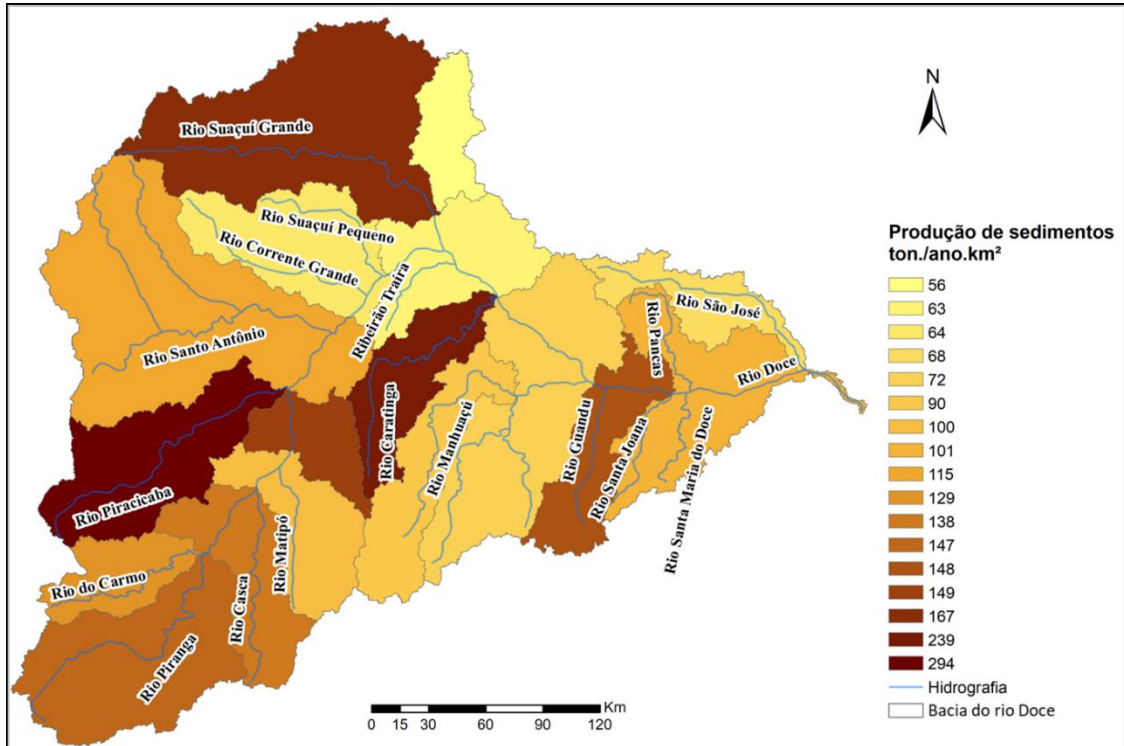 N
Rio Suaçuí Grande
Rio Suaçuí Pequeno
Rio Corrente Grande
Ribeirão Traíra
Rio Santo Antônio
Rio São José
Rio Pancas
Rio Doce
Rio Caratinga
Rio Manhuaçú
Rio Guandu
Rio Santa Joana
Rio Santa Maria do Doce
Rio Piracicaba
Rio Matipó
Rio do Carmo
Rio Casca
Rio Piranga
Produção de sedimentos
ton./ano.km²
56
63
64
68
72
90
100
101
115
129
138
147
148
149
167
239
294
Hidrografia
Bacia do rio Doce
Km
0 15 30 60 90 120